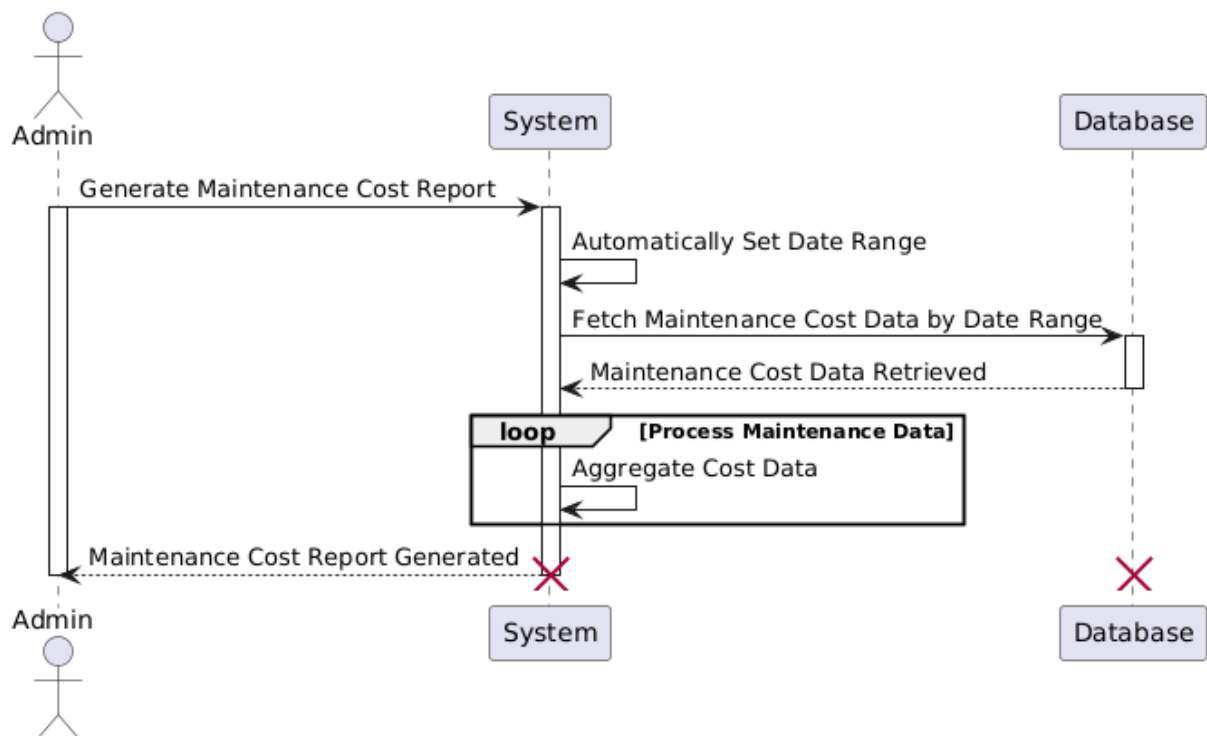 Admin
System
Database
Generate Maintenance Cost Report
Automatically Set Date Range
Fetch Maintenance Cost Data by Date Range
Maintenance Cost Data Retrieved
loop [Process Maintenance Data]
Aggregate Cost Data
Maintenance Cost Report Generated
Admin
System
Database